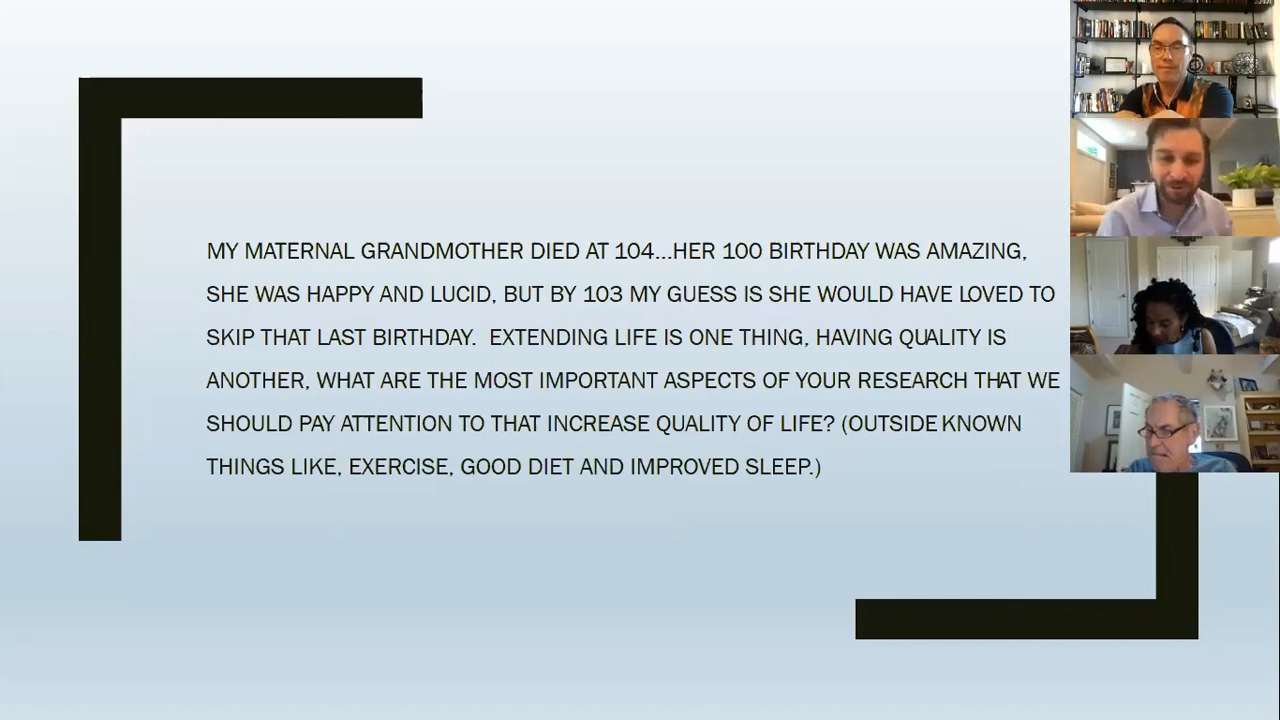 MY MATERNAL GRANDMOTHER DIED AT 104...HER 100 BIRTHDAY WAS AMAZING,
SHE WAS HAPPY AND LUCID, BUT BY 103 MY GUESS IS SHE WOULD HAVE LOVED TO
SKIP THAT LAST BIRTHDAY.  EXTENDING LIFE IS ONE THING, HAVING QUALITY IS
ANOTHER, WHAT ARE THE MOST IMPORTANT ASPECTS OF YOUR RESEARCH THAT WE
SHOULD PAY ATTENTION TO THAT INCREASE QUALITY OF LIFE? (OUTSIDE KNOWN
THINGS LIKE, EXERCISE, GOOD DIET AND IMPROVED SLEEP.)